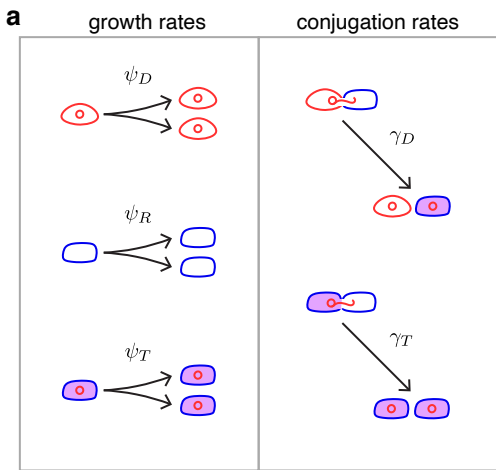 a
growth rates
conjugation rates
ψD
γD
ψR
ψT
γT